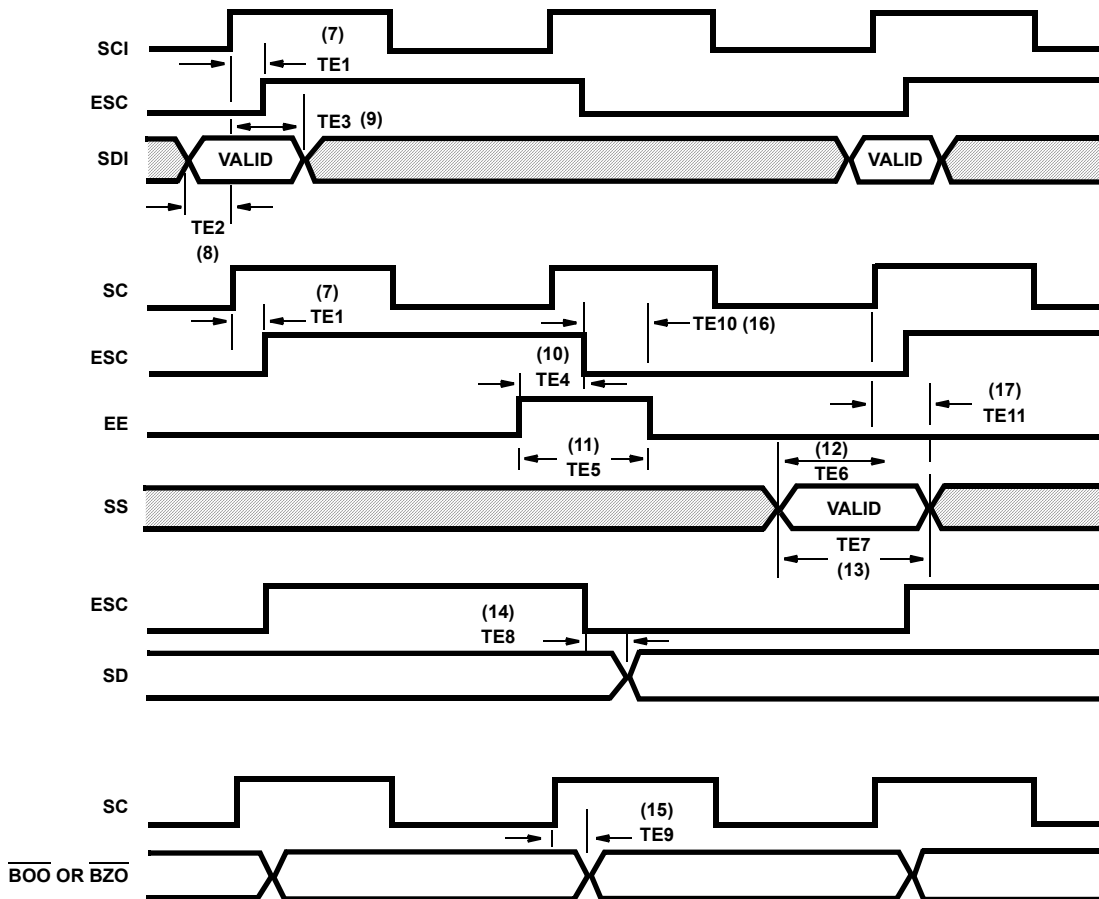 SCI
(7)
TE1
ESC
TE3 (9)
SDI
VALID
VALID
TE2
(8)
SC
(7)
TE1
TE10 (16)
ESC
(10)
TE4
(17)
TE11
EE
(11)
TE5
(12)
TE6
SS
VALID
TE7
(13)
ESC
(14)
TE8
SD
SC
(15)
TE9
BOO OR BZO